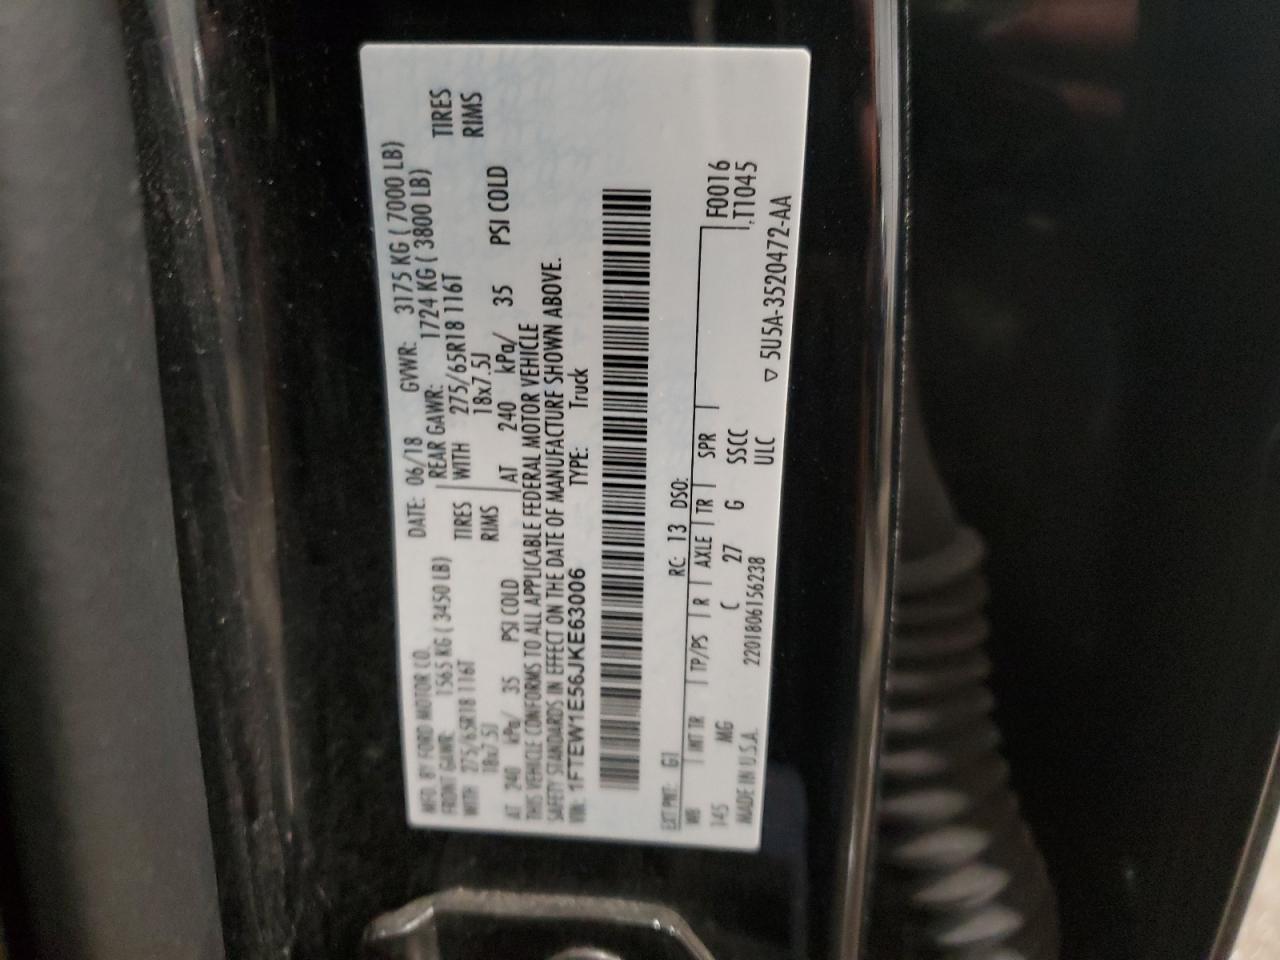 MFD. BY FORD MOTOR CO. DATE: 06/18 GVWR: 3175 KG ( 7000 LB)
FRONT GAWR: 1565 KG ( 3450 LB) REAR GAWR: 1724 KG ( 3800 LB)
WITH 275/65R18 116T TIRES WITH 275/65R18 116T TIRES
18x7.5J RIMS 18x7.5J RIMS
AT 240 kPa/ 35 PSI COLD AT 240 kPa/ 35 PSI COLD
THIS VEHICLE CONFORMS TO ALL APPLICABLE FEDERAL MOTOR VEHICLE
SAFETY STANDARDS IN EFFECT ON THE DATE OF MANUFACTURE SHOWN ABOVE.
VIN: 1FTEW1E56JKE63006 TYPE: Truck
EXT PNT: G1 RC: 13 DSO:
WB INT TR TP/PS R AXLE TR SPR F0016
145 MG C 27 G SSCC .T1045
MADE IN U.S.A. 2201806156238 ULC ▽ 5U5A-3520472-AA